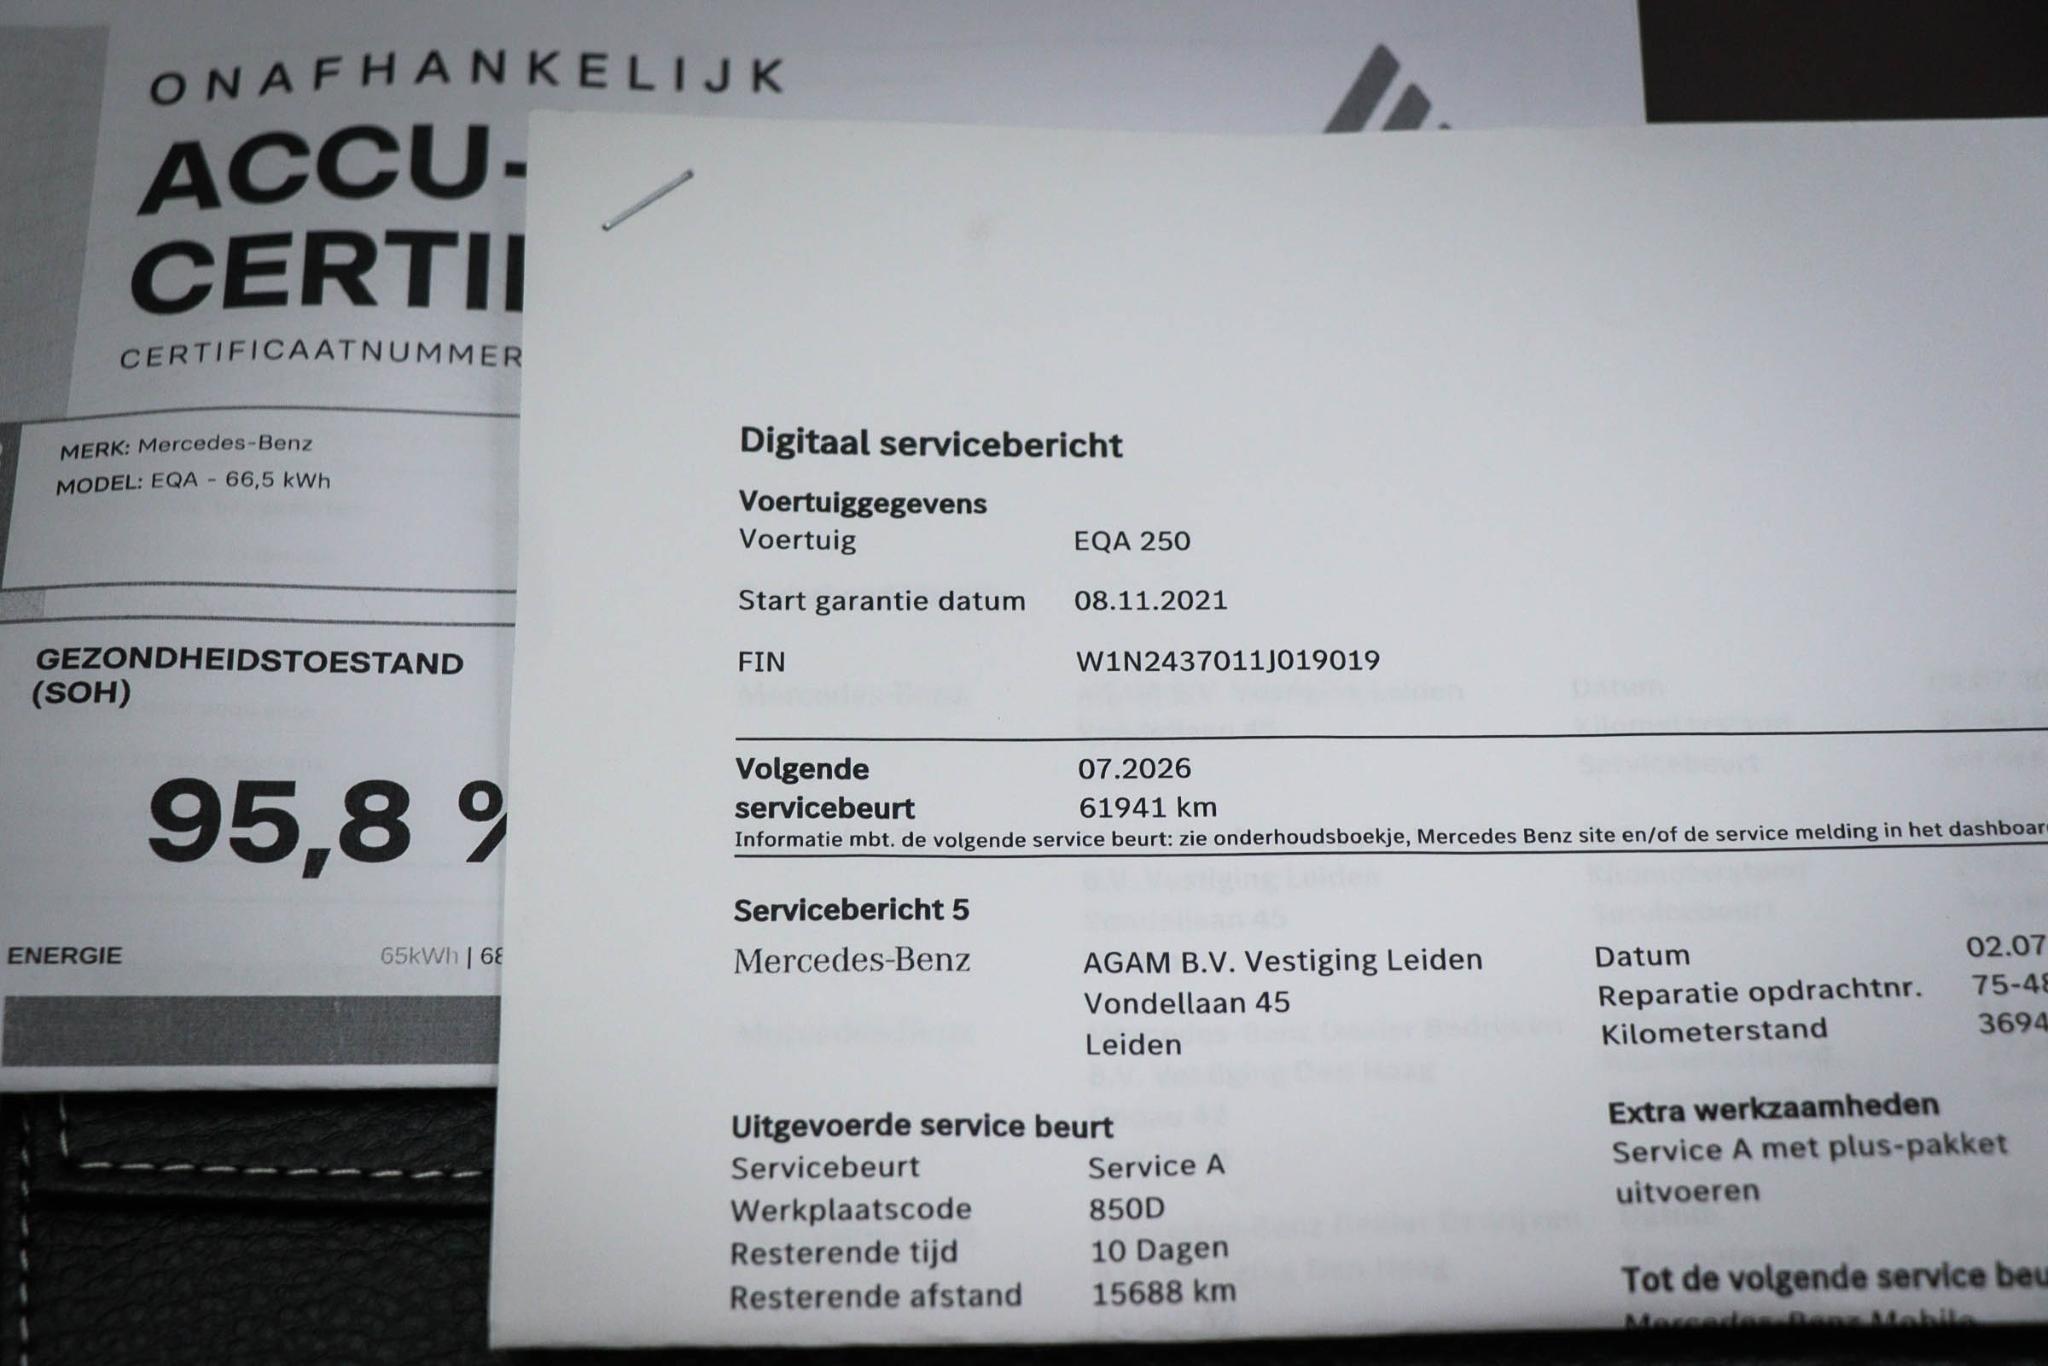 ONAFHANKELIJK
ACCU-
CERTI
CERTIFICAATNUMMER
MERK: Mercedes-Benz
MODEL: EQA - 66,5 kWh
GEZONDHEIDSTOESTAND
(SOH)
95,8 %
ENERGIE 65kWh | 68
Digitaal servicebericht
Voertuiggegevens
Voertuig EQA 250
Start garantie datum 08.11.2021
FIN W1N2437011J019019
Volgende 07.2026
servicebeurt 61941 km
Informatie mbt. de volgende service beurt: zie onderhoudsboekje, Mercedes Benz site en/of de service melding in het dashboar
Servicebericht 5
Mercedes-Benz AGAM B.V. Vestiging Leiden
Vondellaan 45
Leiden
Datum 02.07
Reparatie opdrachtnr. 75-48
Kilometerstand 3694
Uitgevoerde service beurt
Servicebeurt Service A
Werkplaatscode 850D
Resterende tijd 10 Dagen
Resterende afstand 15688 km
Extra werkzaamheden
Service A met plus-pakket
uitvoeren
Tot de volgende service beu
Mercedes-Benz Mobilo